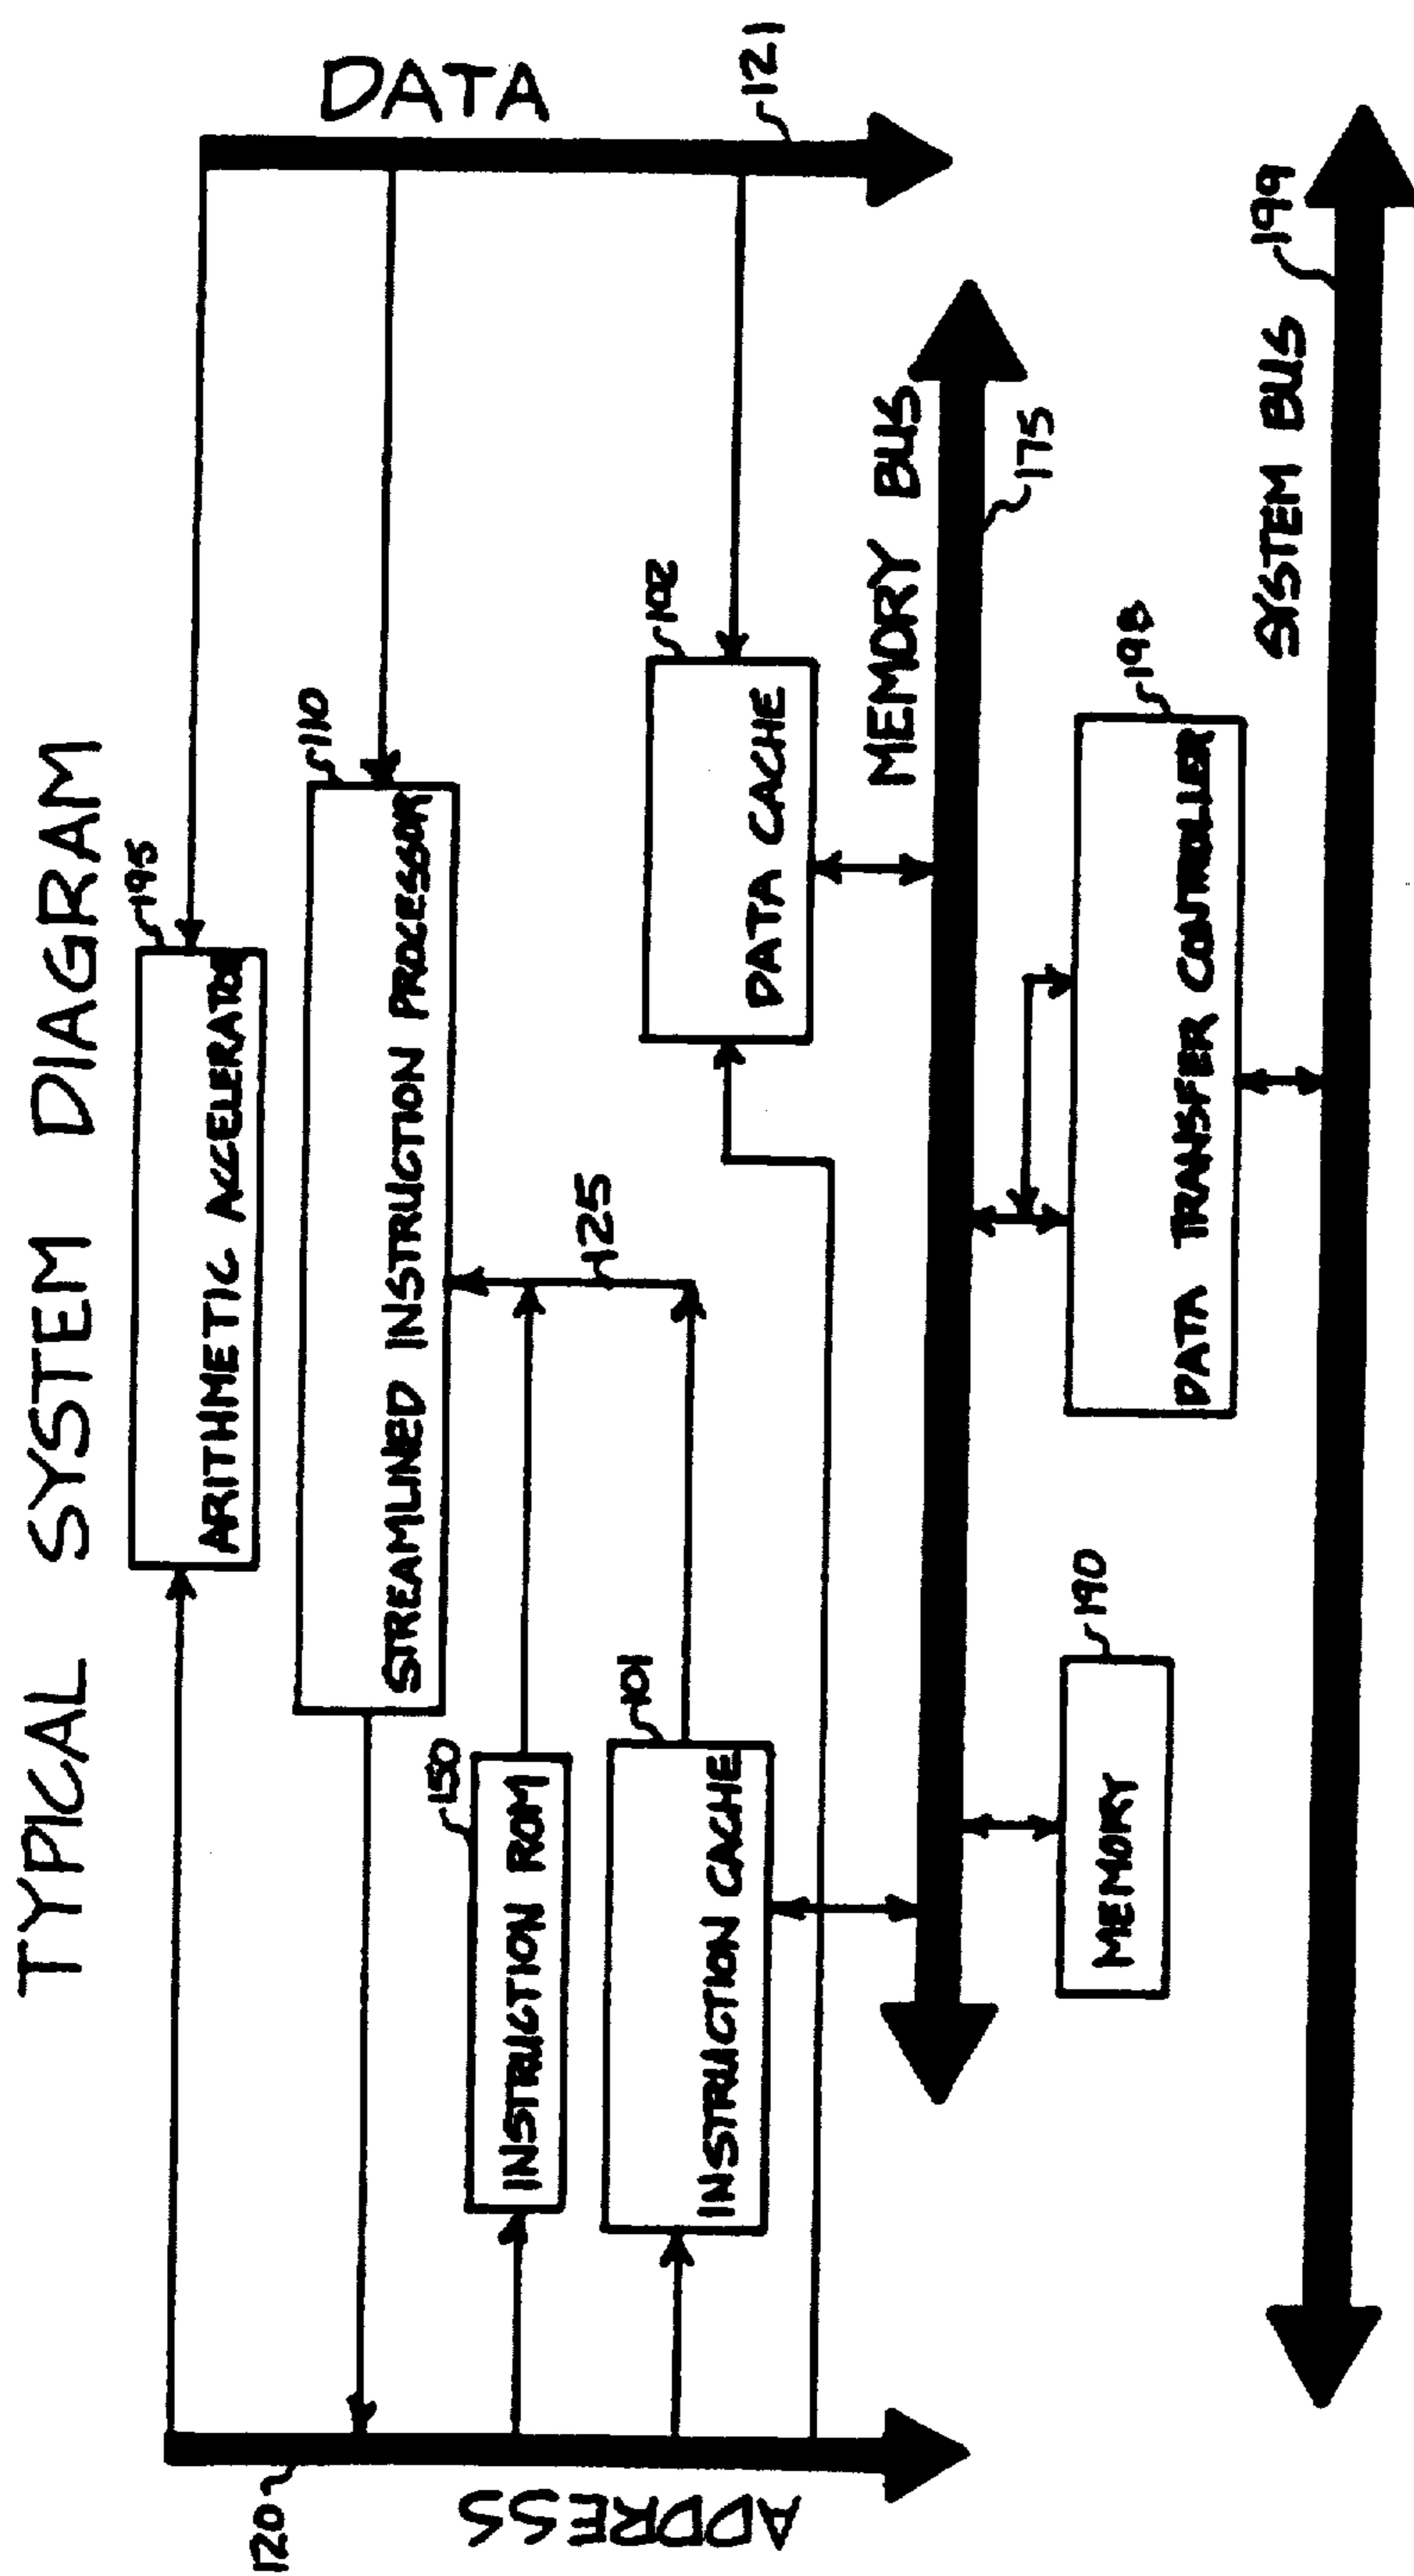 TYPICAL SYSTEM DIAGRAM
195
ARITHMETIC ACCELERATOR
DATA
120
110
STREAMLINED INSTRUCTION PROCESSOR
150
INSTRUCTION ROM
ADDRESS
125
101
INSTRUCTION CACHE
102
DATA CACHE
121
MEMORY BUS
175
190
MEMORY
198
DATA TRANSFER CONTROLLER
SYSTEM BUS
199